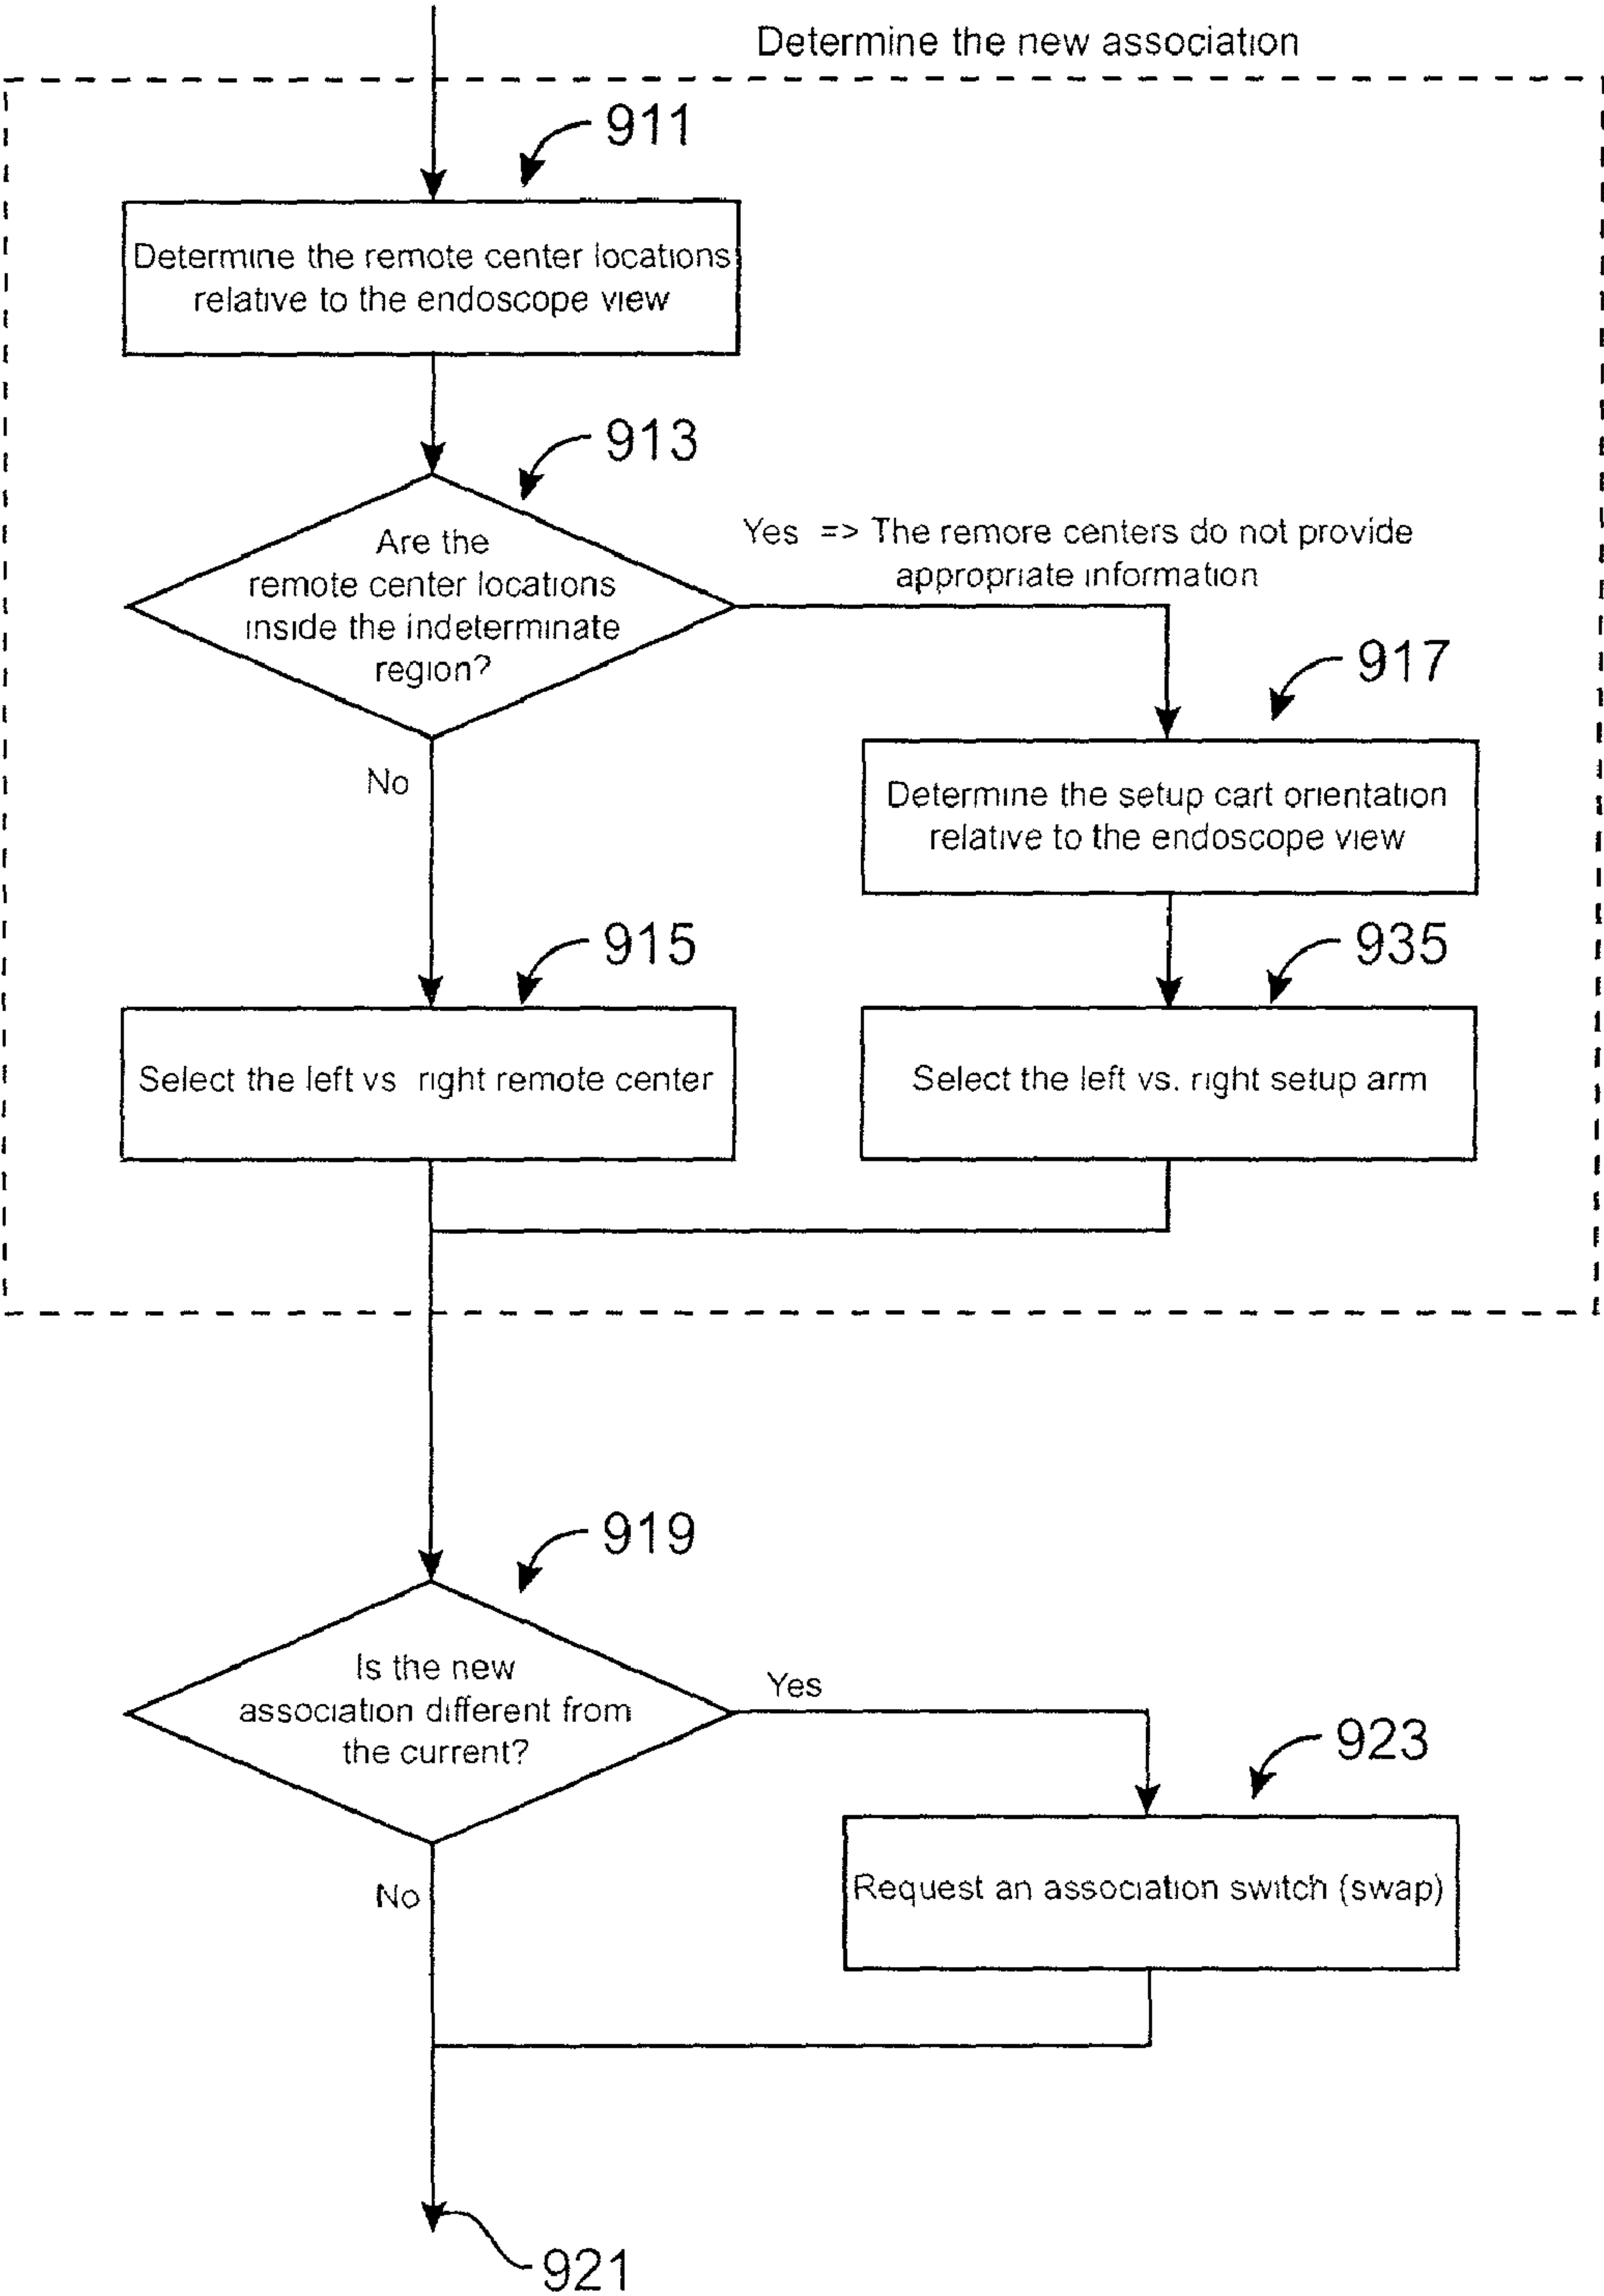 Determine the new association
911
Determine the remote center locations
relative to the endoscope view
913
Are the
remote center locations
inside the indeterminate
region?
Yes => The remore centers do not provide
appropriate information
917
No
Determine the setup cart orientation
relative to the endoscope view
915
935
Select the left vs right remote center
Select the left vs. right setup arm
919
Is the new
association different from
the current?
Yes
923
No
Request an association switch (swap)
921